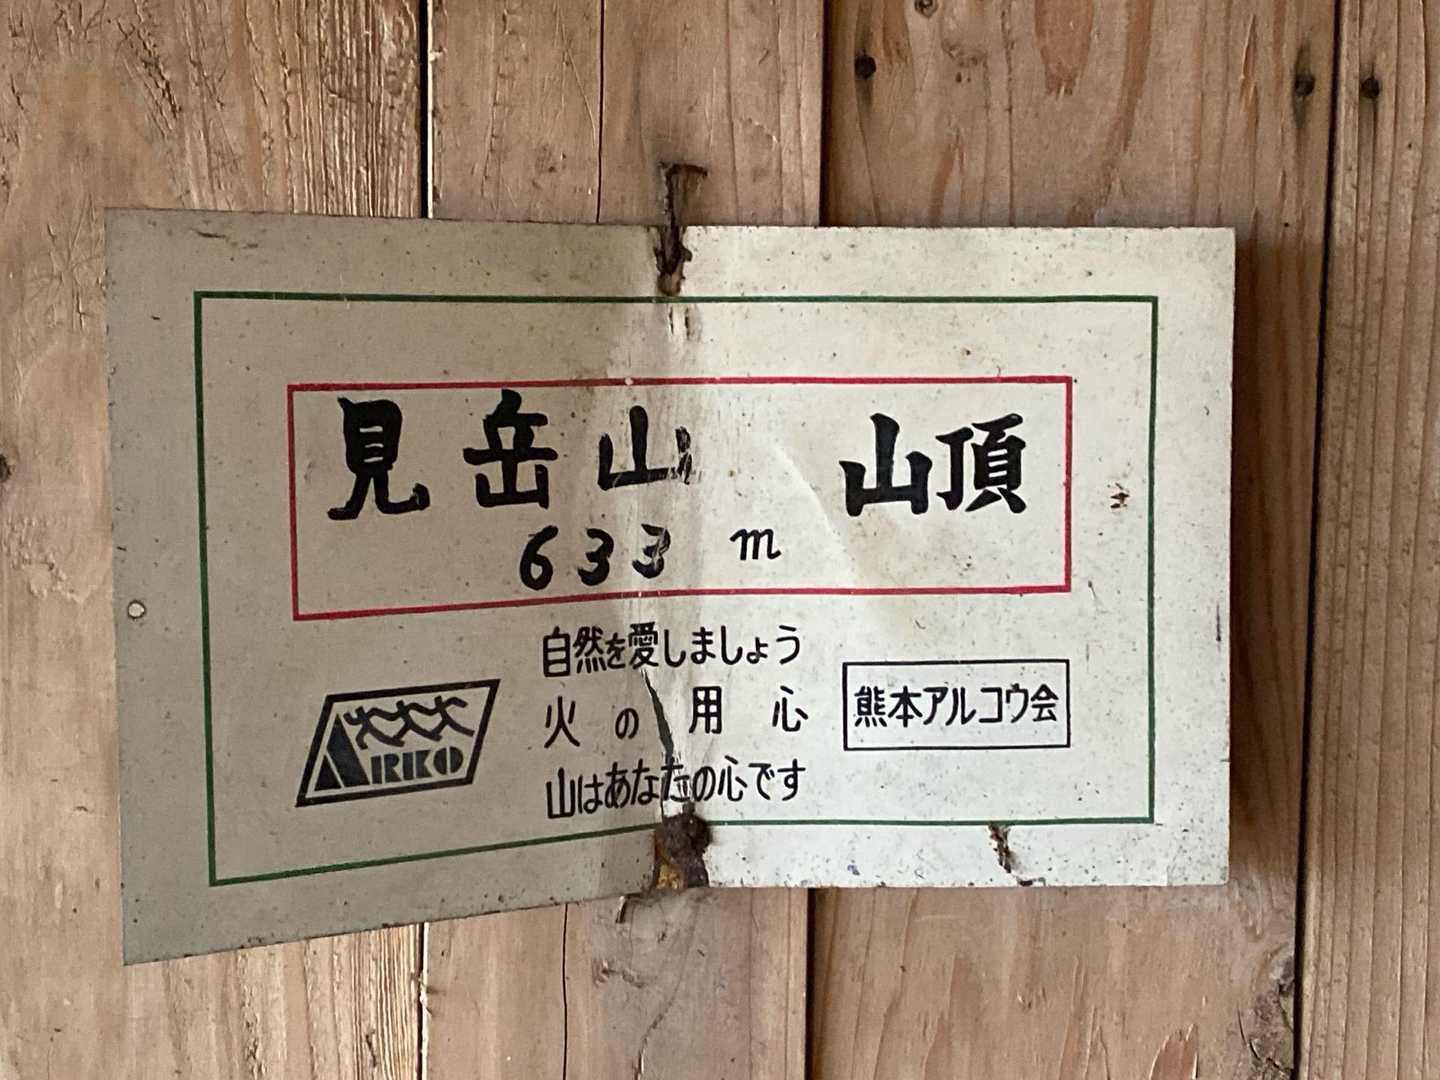 見岳山 山頂
633 m
自然を愛しましょう
火の用心
山はあなたの心です
ARIKO
熊本アルコウ会